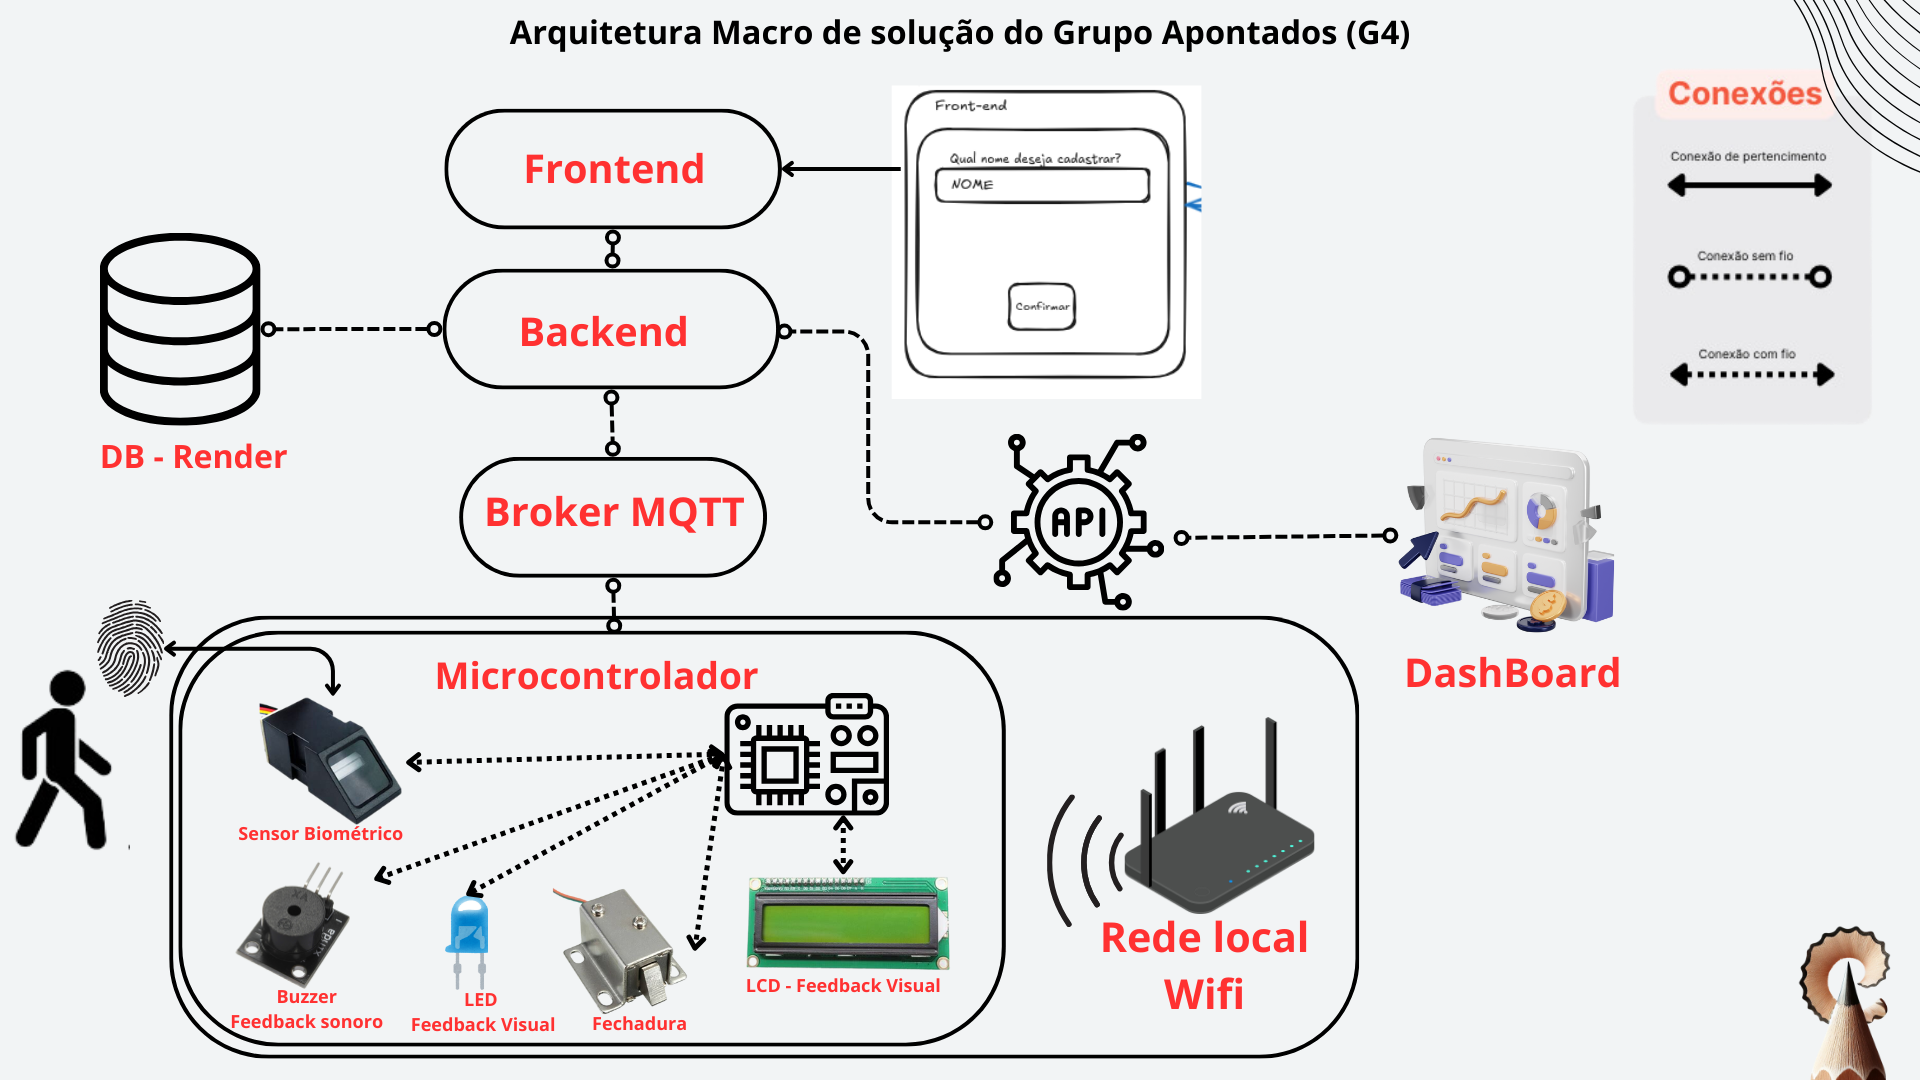 Arquitetura Macro de solução do Grupo Apontados (G4)
Conexões
Conexão de pertencimento
Conexão sem fio
Conexão com fio
Frontend
Front-end
Qual nome deseja cadastrar?
NOME
Confirmar
Backend
DB - Render
Broker MQTT
API
DashBoard
Microcontrolador
Sensor Biométrico
Buzzer
Feedback sonoro
LED
Feedback Visual
Fechadura
LCD - Feedback Visual
Rede local
Wifi